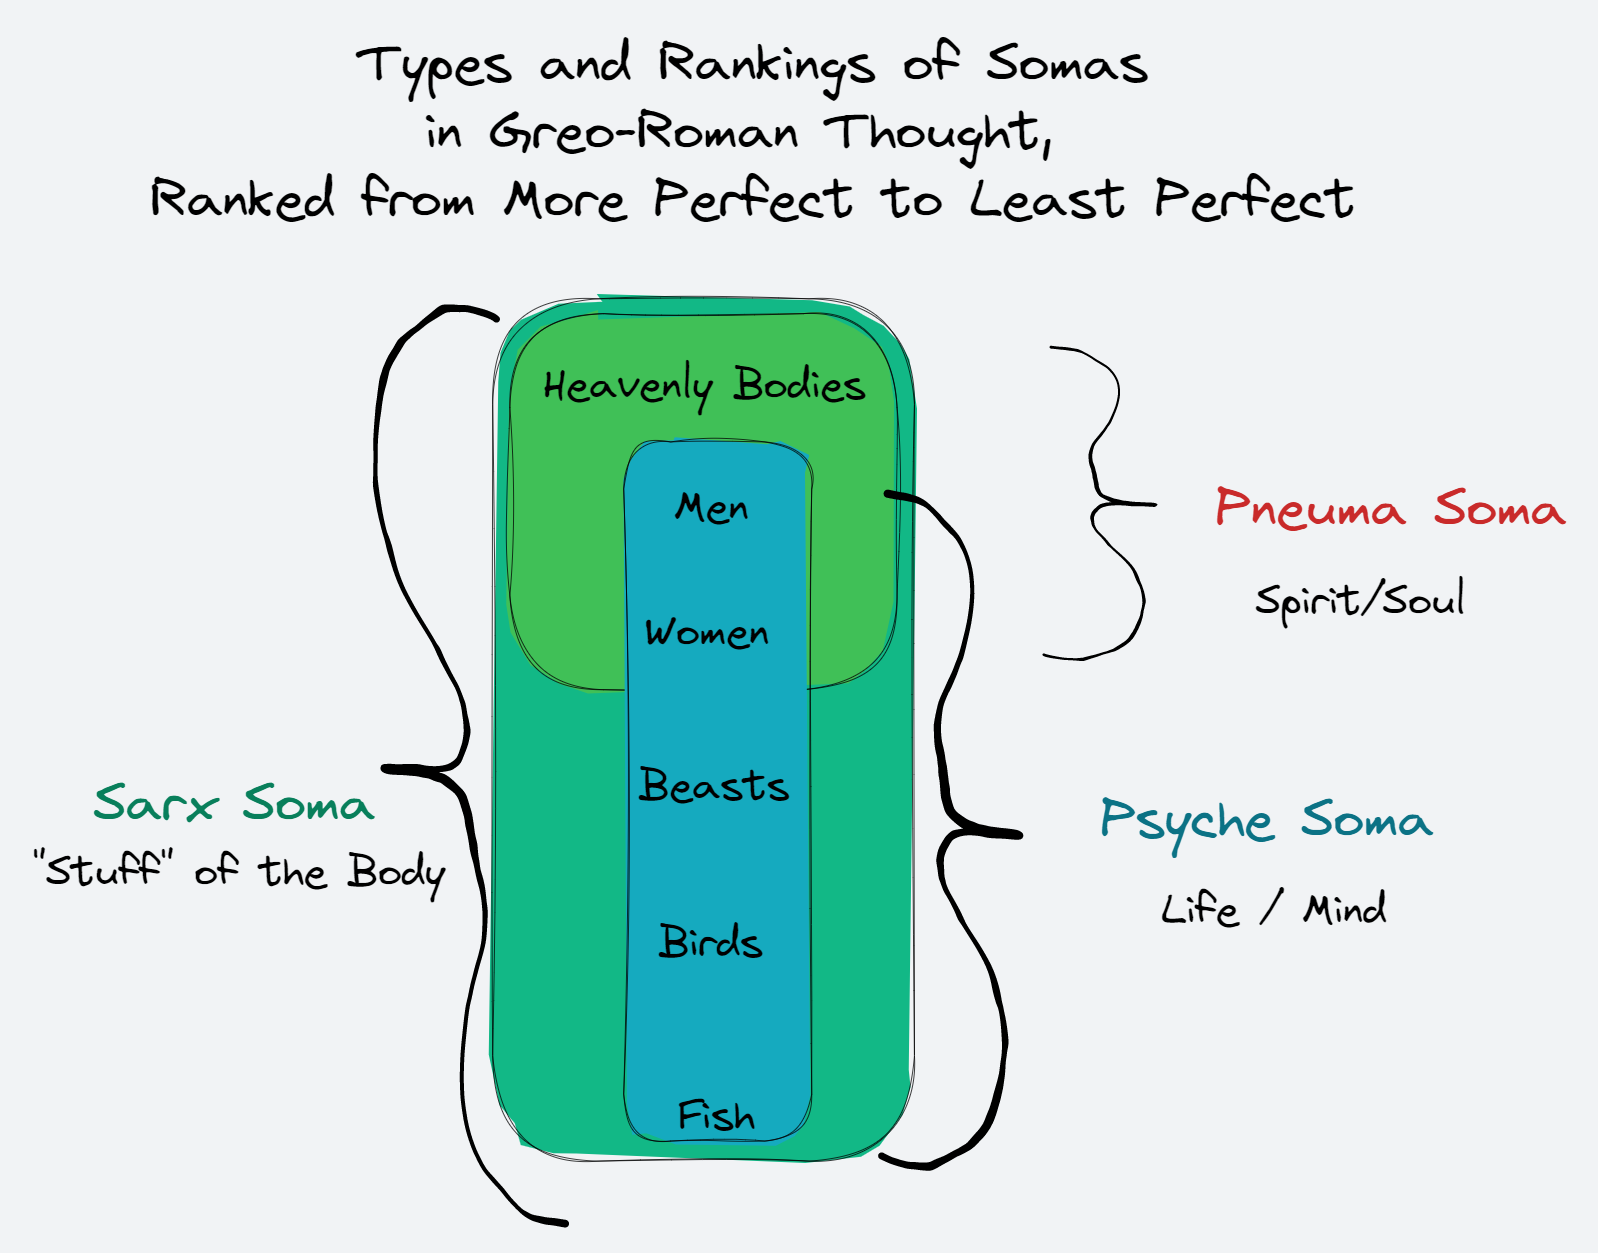 Types and Rankings of Somas
in Greo-Roman Thought,
Ranked from More Perfect to Least Perfect
Heavenly Bodies
Men
Women
Beasts
Birds
Fish
Pneuma Soma
Spirit/Soul
Sarx Soma
"Stuff" of the Body
Psyche Soma
Life / Mind